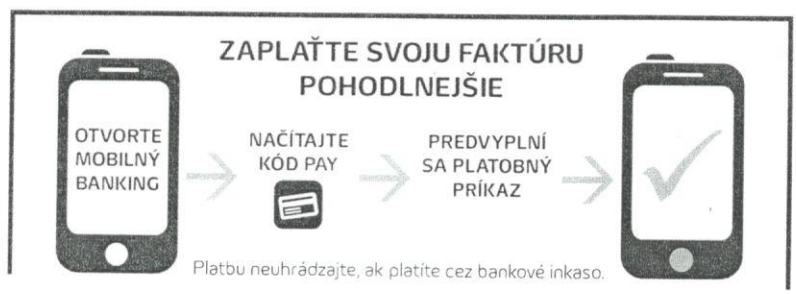 ZAPLAŤTE SVOJU FAKTÚRU
POHODLNEJŠIE
OTVORTE
MOBILNÝ
BANKING
NAČÍTAJTE
KÓD PAY
PREDVYPLNÍ
SA PLATOBNÝ
PRÍKAZ
Platbu neuhrádzajte, ak platíte cez bankové inkaso.